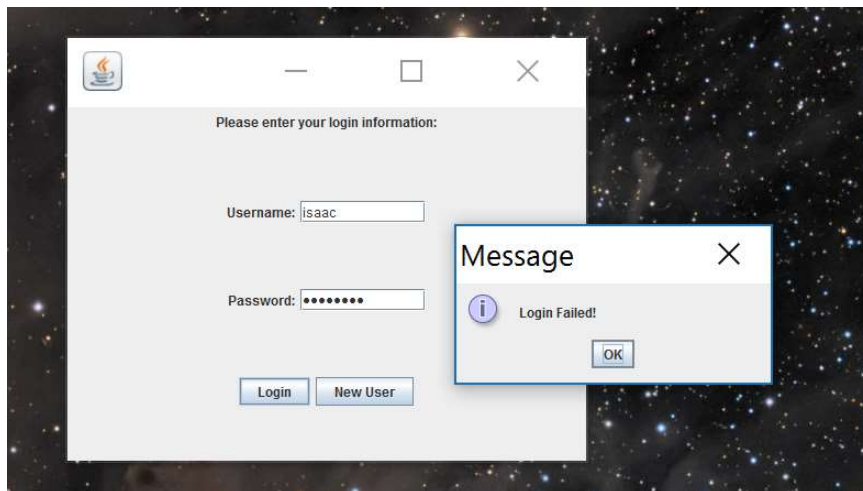 Please enter your login information:
Username: isaac
Message
Password: ••••••••
Login Failed!
OK
Login New User